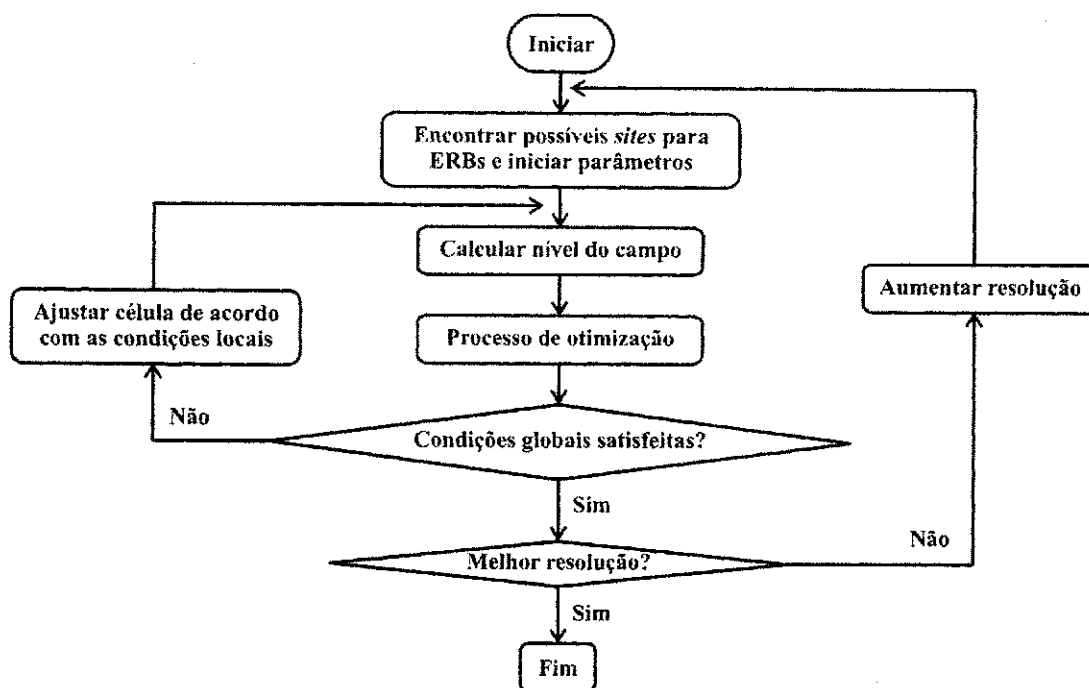 Iniciar
Encontrar possíveis sites para
ERBs e iniciar parâmetros
Calcular nível do campo
Ajustar célula de acordo
com as condições locais
Aumentar resolução
Processo de otimização
Não
Condições globais satisfeitas?
Sim
Não
Melhor resolução?
Sim
Fim